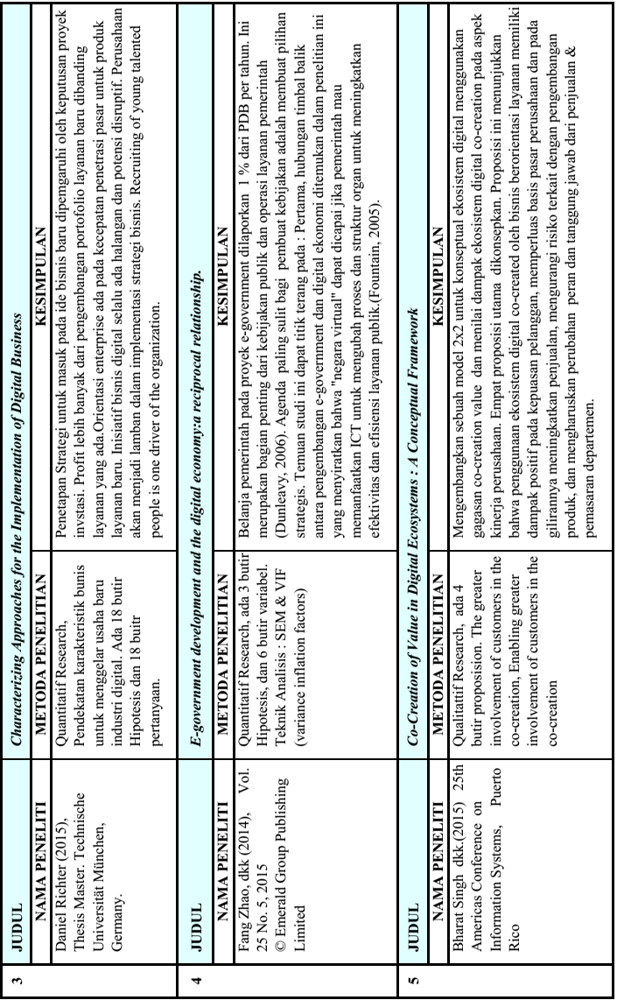 3 JUDUL Characterizing Approaches for the Implementation of Digital Business
NAMA PENELITI METODA PENELITIAN KESIMPULAN
Daniel Richter (2015),
Thesis Master. Technische
Universität München,
Germany.
Quantitatif Research,
Pendekatan karakteristik bunis
untuk menggelar usaha baru
industri digital. Ada 18 butir
Hipotesis dan 18 buitr
pertanyaan.
Penetapan Strategi untuk masuk pada ide bisnis baru dipemgaruhi oleh keputusan proyek
invstasi. Profit lebih banyak dari pengembangan portofolio layanan baru dibanding
layanan yang ada.Orientasi enterprise ada pada kecepatan penetrasi pasar untuk produk
layanan baru. Inisiatif bisnis digital selalu ada halangan dan potensi disruptif. Perusahaan
akan menjadi lamban dalam implementasi strategi bisnis. Recruiting of young talented
people is one driver of the organization.
4 JUDUL E-government development and the digital economy:a reciprocal relationship.
NAMA PENELITI METODA PENELITIAN KESIMPULAN
Fang Zhao, dkk (2014), Vol.
25 No. 5, 2015
© Emerald Group Publishing
Limited
Quantitatif Research, ada 3 butir
Hipotesis, dan 6 butir variabel.
Teknik Analisis : SEM & VIF
(variance inflation factors)
Belanja pemerintah pada proyek e-government dilaporkan 1 % dari PDB per tahun. Ini
merupakan bagian penting dari kebijakan publik dan operasi layanan pemerintah
(Dunleavy, 2006). Agenda paling sulit bagi pembuat kebijakan adalah membuat pilihan
strategis. Temuan studi ini dapat titik terang pada : Pertama, hubungan timbal balik
antara pengembangan e-government dan digital ekonomi ditemukan dalam penelitian ini
yang menyiratkan bahwa "negara virtual" dapat dicapai jika pemerintah mau
memanfaatkan ICT untuk mengubah proses dan struktur organ untuk meningkatkan
efektivitas dan efisiensi layanan publik.(Fountain, 2005).
5 JUDUL Co-Creation of Value in Digital Ecosystems : A Conceptual Framework
NAMA PENELITI METODA PENELITIAN KESIMPULAN
Bharat Singh dkk.(2015) 25th
Americas Conference on
Information Systems, Puerto
Rico
Qualitattif Research, ada 4
butir proposision. The greater
involvement of customers in the
co-creation, Enabling greater
involvement of customers in the
co-creation
Mengembangkan sebuah model 2x2 untuk konseptual ekosistem digital menggunakan
gagasan co-creation value dan menilai dampak ekosistem digital co-creation pada aspek
kinerja perusahaan. Empat proposisi utama dikonsepkan. Proposisi ini menunjukkan
bahwa penggunaan ekosistem digital co-created oleh bisnis berorientasi layanan memiliki
dampak positif pada kepuasan pelanggan, memperluas basis pasar perusahaan dan pada
gilirannya meningkatkan penjualan, mengurangi risiko terkait dengan pengembangan
produk, dan mengharuskan perubahan peran dan tanggung jawab dari penjualan &
pemasaran departemen.